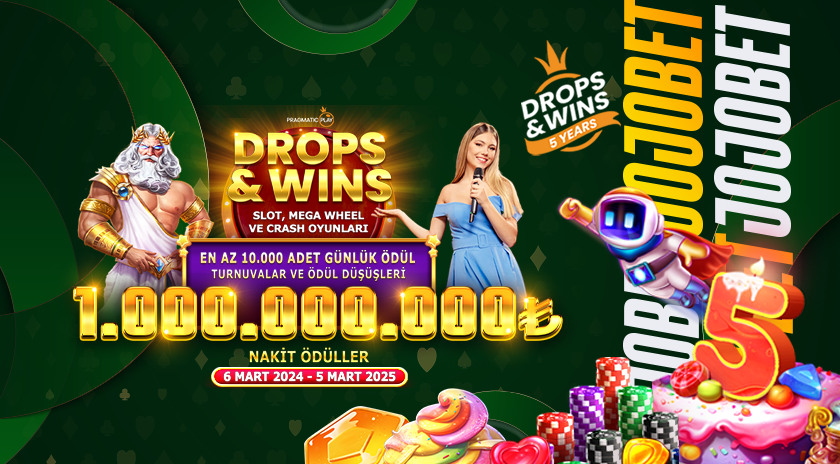 PRAGMATIC PLAY
DROPS
& WINS
SLOT, MEGA WHEEL
VE CRASH OYUNLARI
EN AZ 10.000 ADET GÜNLÜK ÖDÜL
TURNUVALAR VE ÖDÜL DÜŞÜŞLERİ
1.000.000.000₺
NAKİT ÖDÜLLER
6 MART 2024 - 5 MART 2025
DROPS
& WINS
5 YEARS
JOJOBET
JOJOBET
5